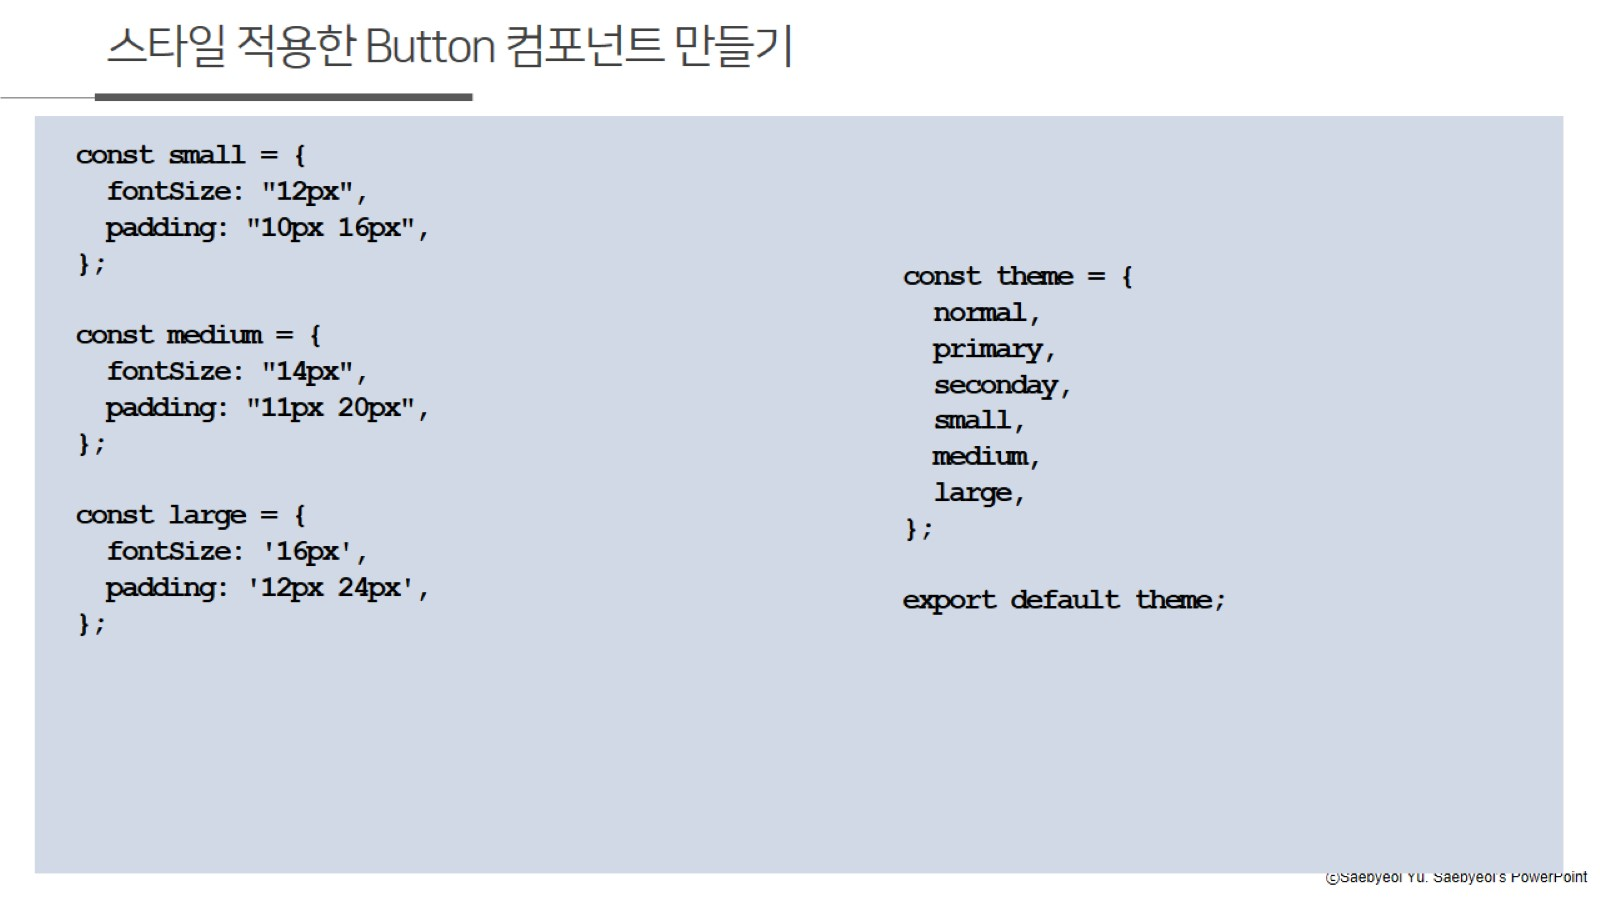 스타일 적용한 Button 컴포넌트 만들기
const small = {
  fontSize: "12px",
  padding: "10px 16px",
};
const medium = {
  fontSize: "14px",
  padding: "11px 20px",
};
const large = {
  fontSize: '16px',
  padding: '12px 24px',
};
const theme = {
  normal,
  primary,
  seconday,
  small,
  medium,
  large,
};
export default theme;
ⓒSaebyeol Yu. Saebyeol's PowerPoint